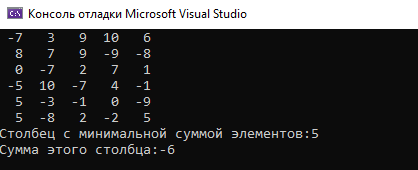 Консоль отладки Microsoft Visual Studio
-7 3 9 10 6
8 7 9 -9 -8
0 -7 2 7 1
-5 10 -7 4 -1
5 -3 -1 0 -9
5 -8 2 -2 5
Столбец с минимальной суммой элементов:5
Сумма этого столбца:-6